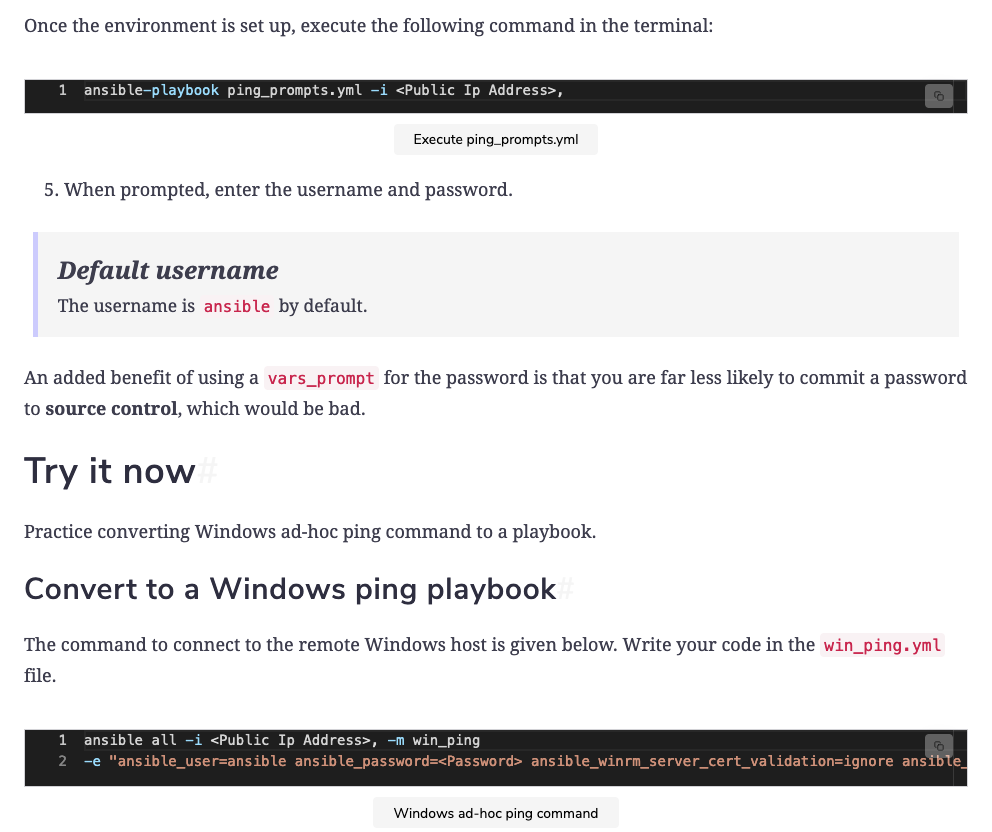 Once the environment is set up, execute the following command in the terminal:
1 ansible-playbook ping_prompts.yml -i <Public Ip Address>,
Execute ping_prompts.yml
5. When prompted, enter the username and password.
Default username
The username is ansible by default.
An added benefit of using a vars_prompt for the password is that you are far less likely to commit a password
to source control, which would be bad.
Try it now#
Practice converting Windows ad-hoc ping command to a playbook.
Convert to a Windows ping playbook#
The command to connect to the remote Windows host is given below. Write your code in the win_ping.yml
file.
1 ansible all -i <Public Ip Address>, -m win_ping
2 -e "ansible_user=ansible ansible_password=<Password> ansible_winrm_server_cert_validation=ignore ansible_
Windows ad-hoc ping command